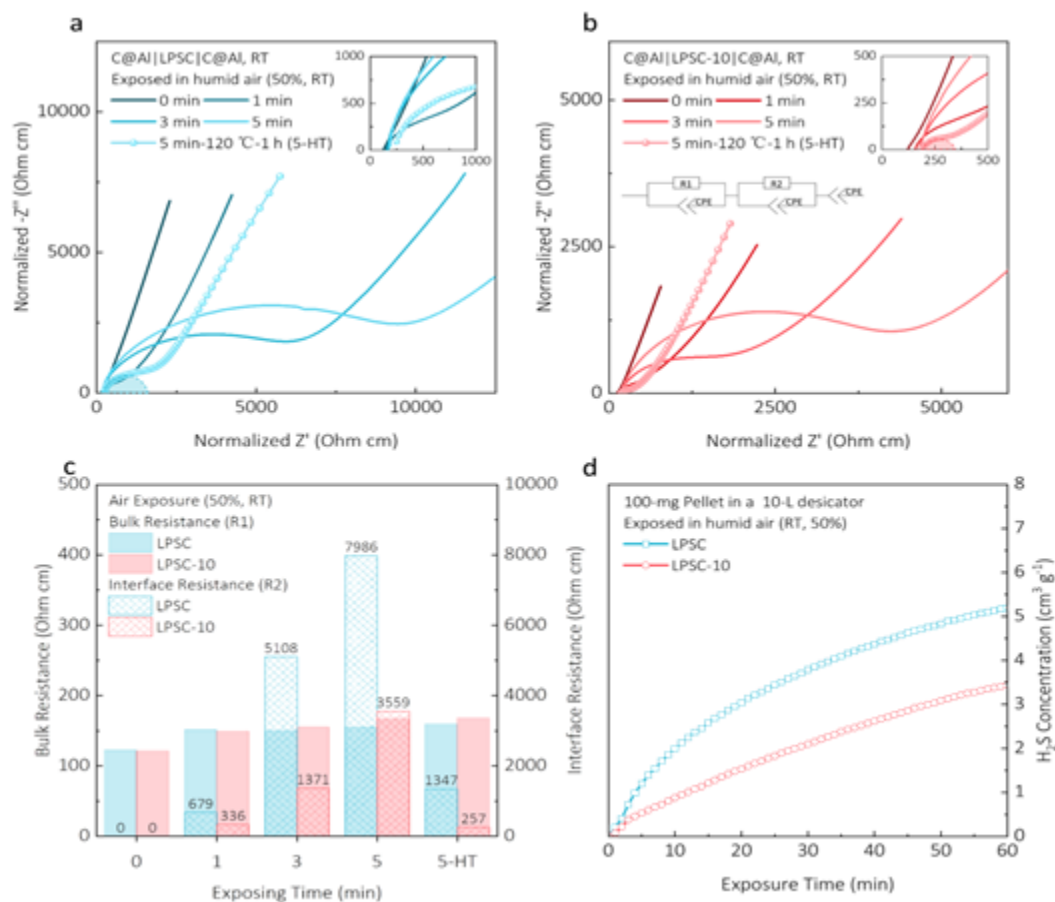 a
C@Al|LPSC|C@Al, RT
Exposed in humid air (50%, RT)
0 min 1 min
3 min 5 min
5 min-120 ℃-1 h (5-HT)
1000
500
0
0 500 1000
10000
5000
0
0 5000 10000
Normalized -Z'' (Ohm cm)
Normalized Z' (Ohm cm)
b
C@Al|LPSC-10|C@Al, RT
Exposed in humid air (50%, RT)
0 min 1 min
3 min 5 min
5 min-120 ℃-1 h (5-HT)
500
250
0
0 250 500
R1 R2
CPE CPE CPE
5000
2500
0
0 2500 5000
Normalized -Z'' (Ohm cm)
Normalized Z' (Ohm cm)
c
Air Exposure (50%, RT)
Bulk Resistance (R1)
LPSC
LPSC-10
Interface Resistance (R2)
LPSC
LPSC-10
500
400
300
200
100
0
Bulk Resistance (Ohm cm)
0 0
679 336
5108 1371
7986 3559
1347 257
0 1 3 5 5-HT
Exposing Time (min)
10000
8000
6000
4000
2000
0
Interface Resistance (Ohm cm)
d
100-mg Pellet in a 10-L desicator
Exposed in humid air (RT, 50%)
LPSC
LPSC-10
8
7
6
5
4
3
2
1
0
H₂S Concentration (cm³ g⁻¹)
0 10 20 30 40 50 60
Exposure Time (min)